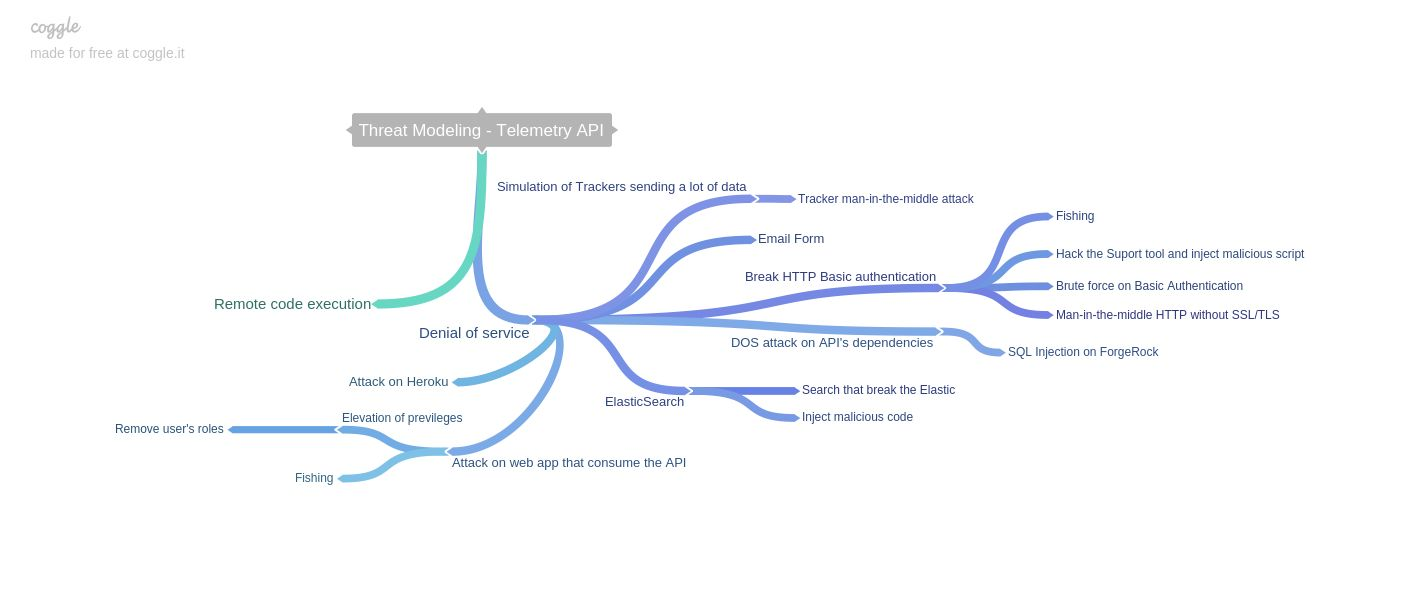 coggle
made for free at coggle.it
Threat Modeling - Telemetry API
Remote code execution
Denial of service
Simulation of Trackers sending a lot of data
Tracker man-in-the-middle attack
Email Form
Break HTTP Basic authentication
Fishing
Hack the Suport tool and inject malicious script
Brute force on Basic Authentication
Man-in-the-middle HTTP without SSL/TLS
DOS attack on API's dependencies
SQL Injection on ForgeRock
ElasticSearch
Search that break the Elastic
Inject malicious code
Attack on Heroku
Attack on web app that consume the API
Elevation of previleges
Remove user's roles
Fishing